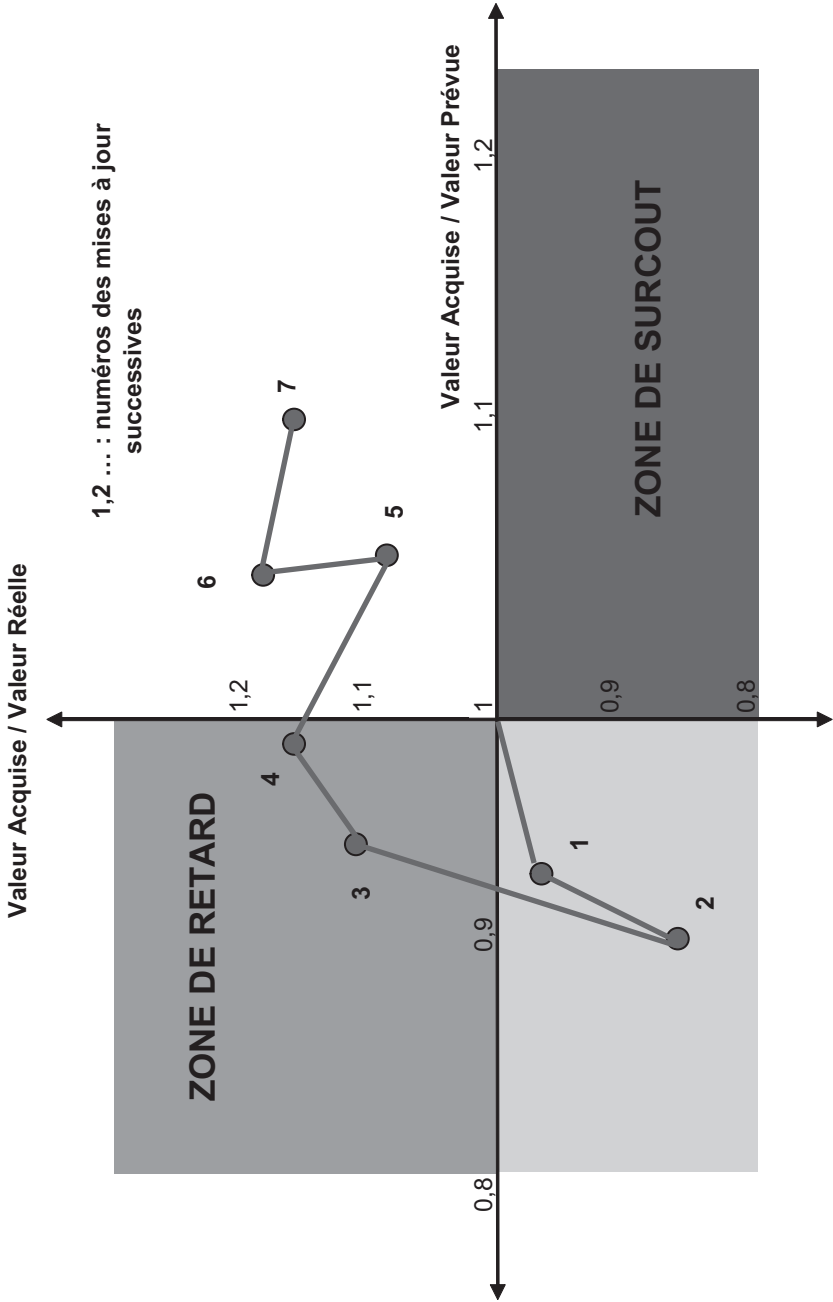 Valeur Acquise / Valeur Réelle
1,2 … : numéros des mises à jour
successives
ZONE DE RETARD
1,2
6
7
4
1,1
3
5
Valeur Acquise / Valeur Prévue
0,8
0,9
1
1,1
1,2
1
0,9
ZONE DE SURCOUT
2
0,8